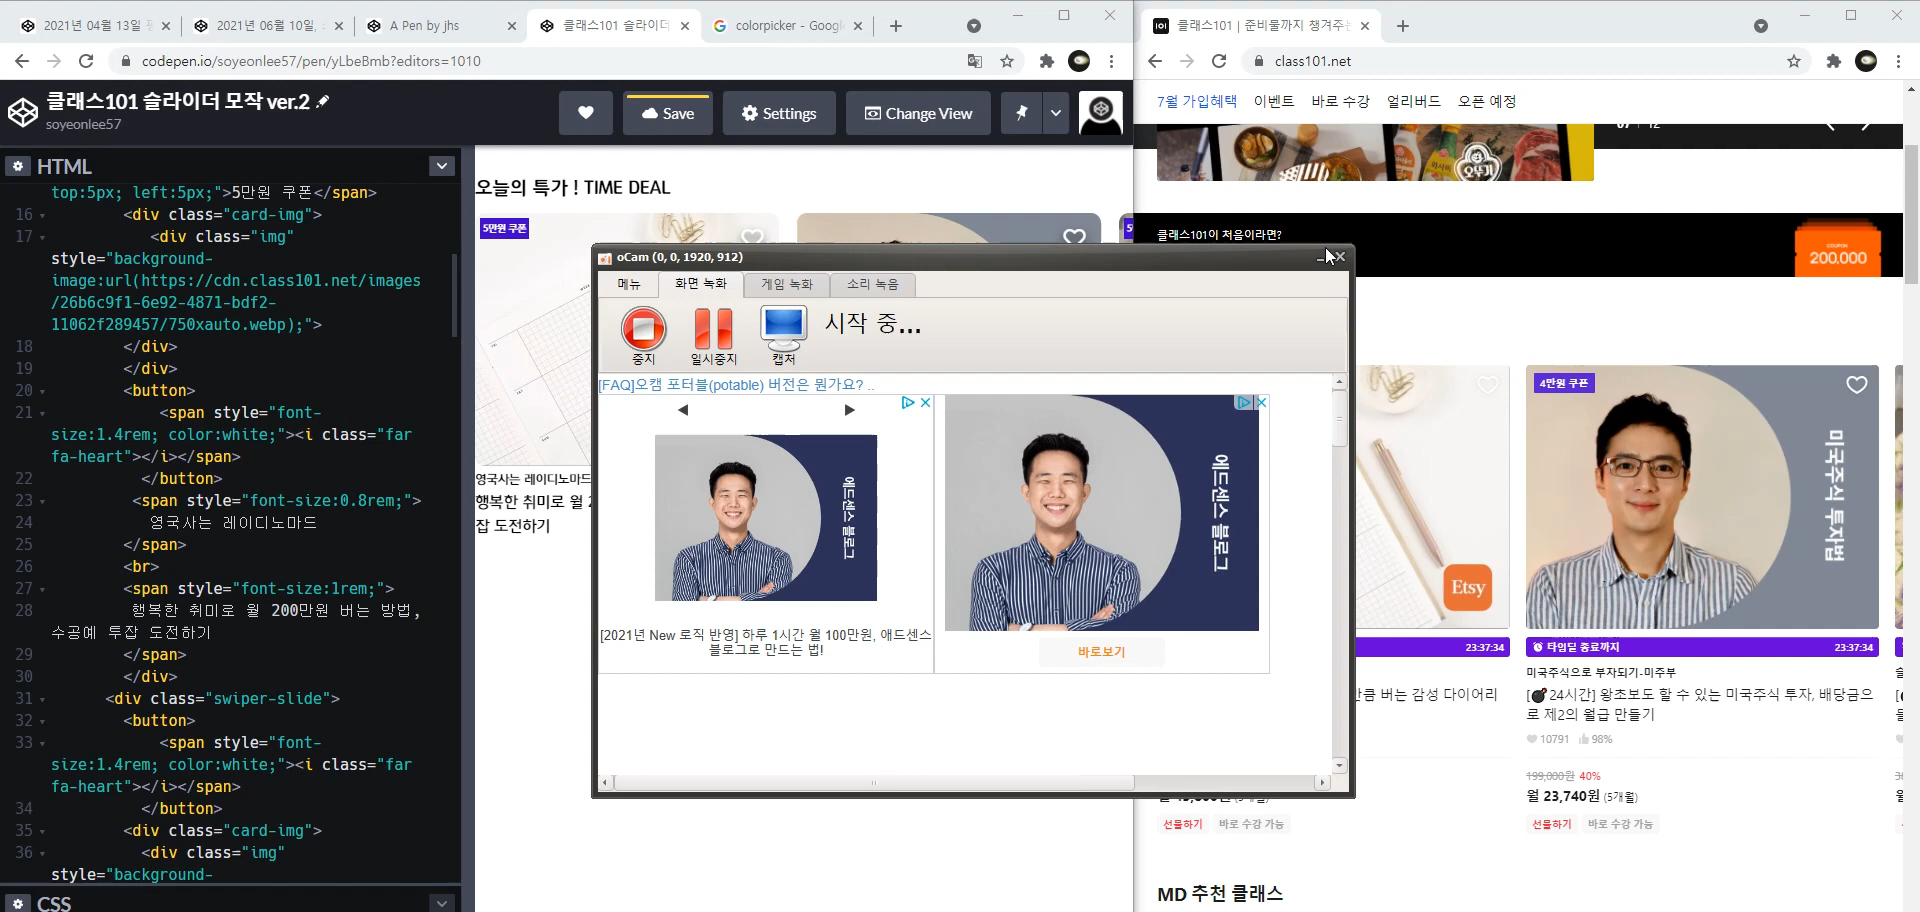 2021년 04월 13일
2021년 06월 10일,
A Pen by jhs
클래스101 슬라이더
colorpicker - Google
codepen.io/soyeonlee57/pen/yLbeBmb?editors=1010
클래스101 슬라이더 모작 ver.2
soyeonlee57
Save
Settings
Change View
HTML
top:5px; left:5px;">5만원 쿠폰</span>
16 <div class="card-img">
17 <div class="img"
style="background-
image:url(https://cdn.class101.net/images
/26b6c9f1-6e92-4871-bdf2-
11062f289457/750xauto.webp);">
18 </div>
19 </div>
20 <button>
21 <span style="font-
size:1.4rem; color:white;"><i class="far
fa-heart"></i></span>
22 </button>
23 <span style="font-size:0.8rem;">
24 영국사는 레이디노마드
25 </span>
26 <br>
27 <span style="font-size:1rem;">
28 행복한 취미로 월 200만원 버는 방법,
수공예 투잡 도전하기
29 </span>
30 </div>
31 <div class="swiper-slide">
32 <button>
33 <span style="font-
size:1.4rem; color:white;"><i class="far
fa-heart"></i></span>
34 </button>
35 <div class="card-img">
36 <div class="img"
style="background-
CSS
오늘의 특가 ! TIME DEAL
5만원 쿠폰
영국사는 레이디노마드
행복한 취미로 월
잡 도전하기
oCam (0, 0, 1920, 912)
메뉴
화면 녹화
게임 녹화
소리 녹음
중지
일시중지
캡처
시작 중...
[FAQ]오캠 포터블(potable) 버전은 뭔가요? ..
애드센스 블로그
[2021년 New 로직 반영] 하루 1시간 월 100만원, 애드센스
블로그로 만드는 법!
애드센스 블로그
바로보기
클래스101 | 준비물까지 챙겨주는
class101.net
7월 가입혜택
이벤트
바로 수강
얼리버드
오픈 예정
오뚜기
클래스101이 처음이라면?
COUPON
200.000
Etsy
23:37:34
만큼 버는 감성 다이어리
선물하기
바로 수강 가능
4만원 쿠폰
미국주식 투자법
타임딜 종료까지
23:37:34
미국주식으로 부자되기-미주부
[💣24시간] 왕초보도 할 수 있는 미국주식 투자, 배당금으
로 제2의 월급 만들기
10791
98%
199,000원 40%
월 23,740원 (5개월)
선물하기
바로 수강 가능
MD 추천 클래스